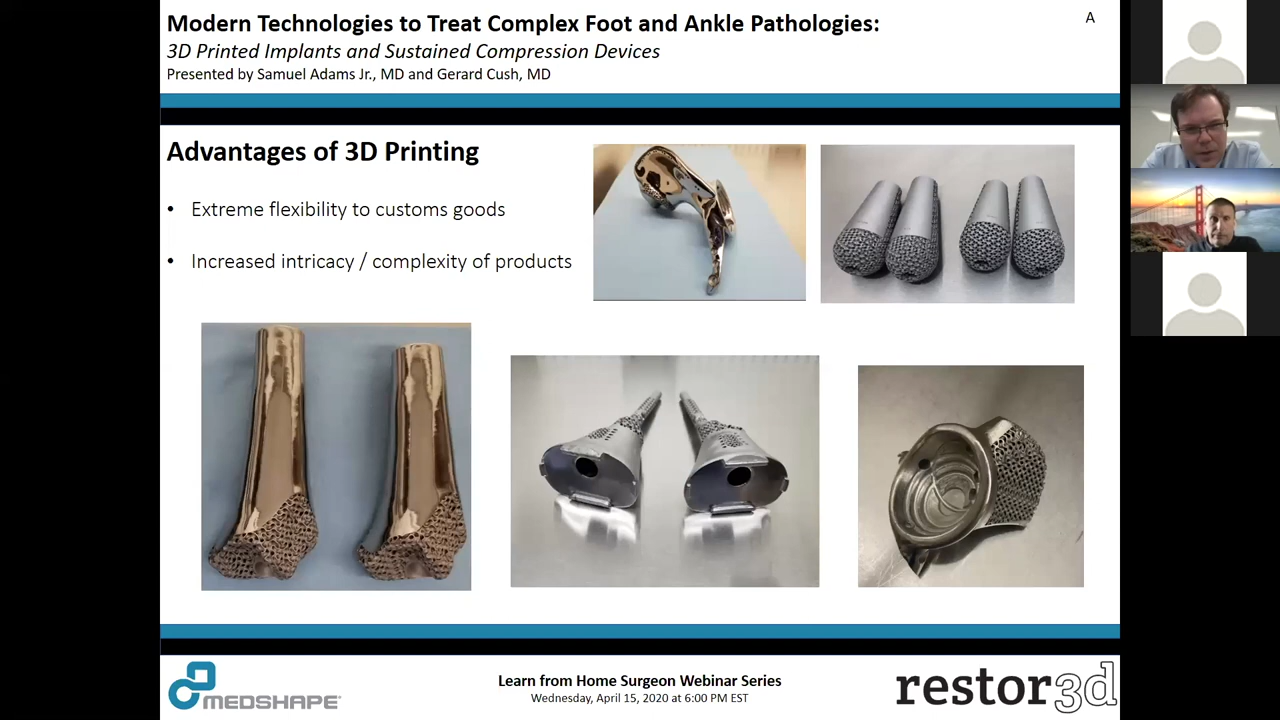 Modern Technologies to Treat Complex Foot and Ankle Pathologies:
3D Printed Implants and Sustained Compression Devices
Presented by Samuel Adams Jr., MD and Gerard Cush, MD
A
Advantages of 3D Printing
• Extreme flexibility to customs goods
• Increased intricacy / complexity of products
MEDSHAPE
Learn from Home Surgeon Webinar Series
Wednesday, April 15, 2020 at 6:00 PM EST
restor3d